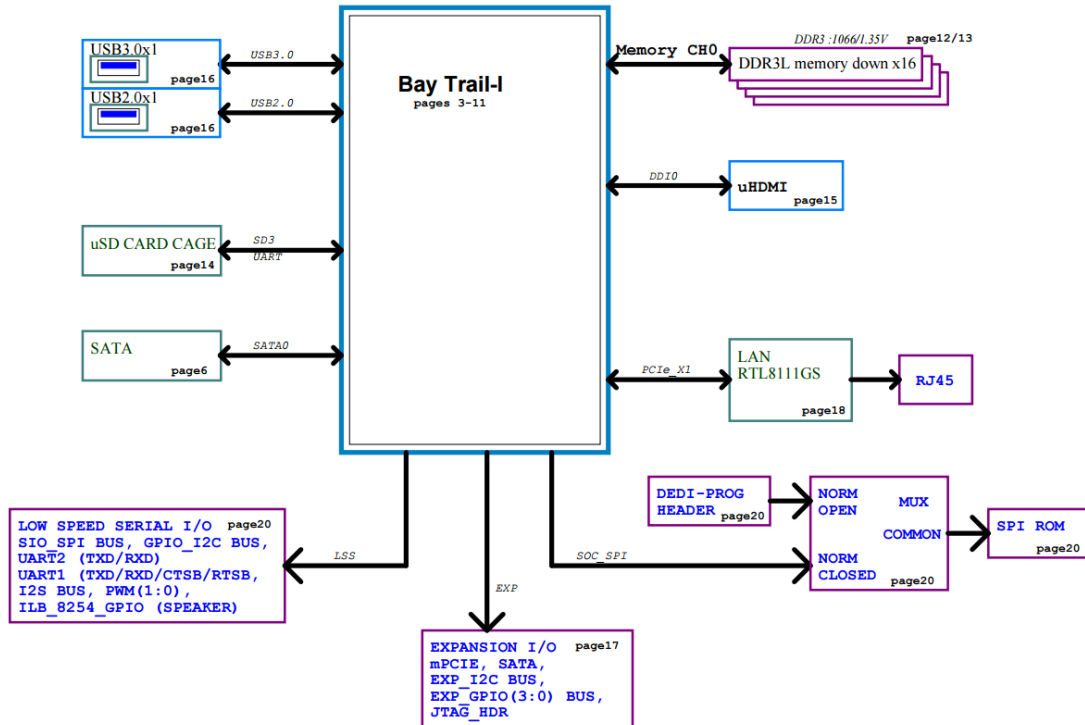 USB3.0x1
page16
USB3.0
USB2.0x1
page16
USB2.0
uSD CARD CAGE
page14
SD3
UART
SATA
page6
SATA0
Bay Trail-I
pages 3-11
Memory CH0
DDR3 :1066/1.35V
page12/13
DDR3L memory down x16
DDI0
uHDMI
page15
PCIe_X1
LAN
RTL8111GS
page18
RJ45
LOW SPEED SERIAL I/O page20
SIO_SPI BUS, GPIO_I2C BUS,
UART2 (TXD/RXD)
UART1 (TXD/RXD/CTSB/RTSB,
I2S BUS, PWM(1:0),
ILB_8254_GPIO (SPEAKER)
LSS
EXP
EXPANSION I/O page17
mPCIE, SATA,
EXP_I2C BUS,
EXP_GPIO(3:0) BUS,
JTAG_HDR
SOC_SPI
DEDI-PROG
HEADER page20
NORM
OPEN
MUX
COMMON
NORM
CLOSED
page20
SPI ROM
page20